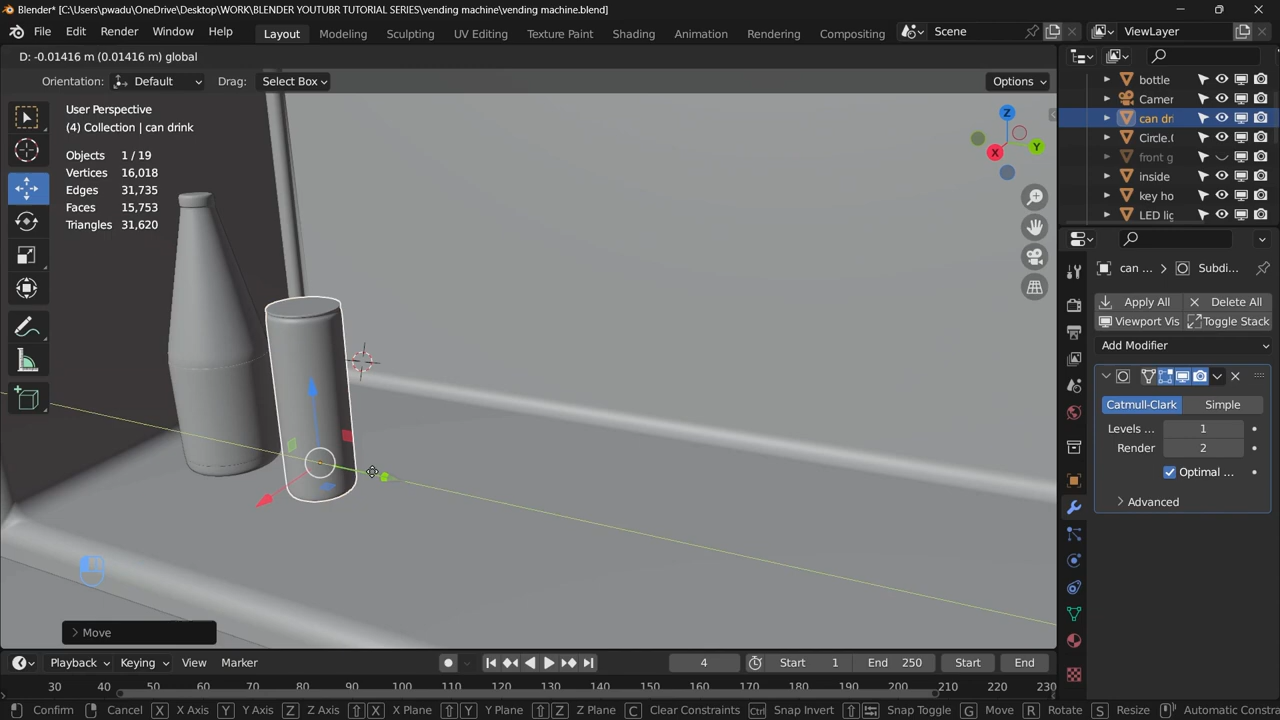 Blender* [C:\Users\pwadu\OneDrive\Desktop\WORK\BLENDER YOUTUBR TUTORIAL SERIES\vending machine\vending machine.blend]
File Edit Render Window Help Layout Modeling Sculpting UV Editing Texture Paint Shading Animation Rendering Compositing Scene ViewLayer
D: -0.01416 m (0.01416 m) global
Orientation: Default Drag: Select Box Options
User Perspective
(4) Collection | can drink
Objects 1 / 19
Vertices 16,018
Edges 31,735
Faces 15,753
Triangles 31,620
Z
Y
X
bottle
Camer
can dri
Circle.0
front g
inside
key ho
LED lig
can ... > Subdi...
Apply All Delete All
Viewport Vis Toggle Stack
Add Modifier
Catmull-Clark Simple
Levels ... 1
Render 2
Optimal ...
Advanced
> Move
Playback Keying View Marker 4 Start 1 End 250 Start End
30 40 50 60 70 80 90 100 110 120 130 140 150 160 170 180 190 200 210 220 230
Confirm Cancel X X Axis Y Y Axis Z Z Axis X X Plane Y Y Plane Z Z Plane C Clear Constraints Ctrl Snap Invert Snap Toggle G Move R Rotate S Resize Automatic Constra